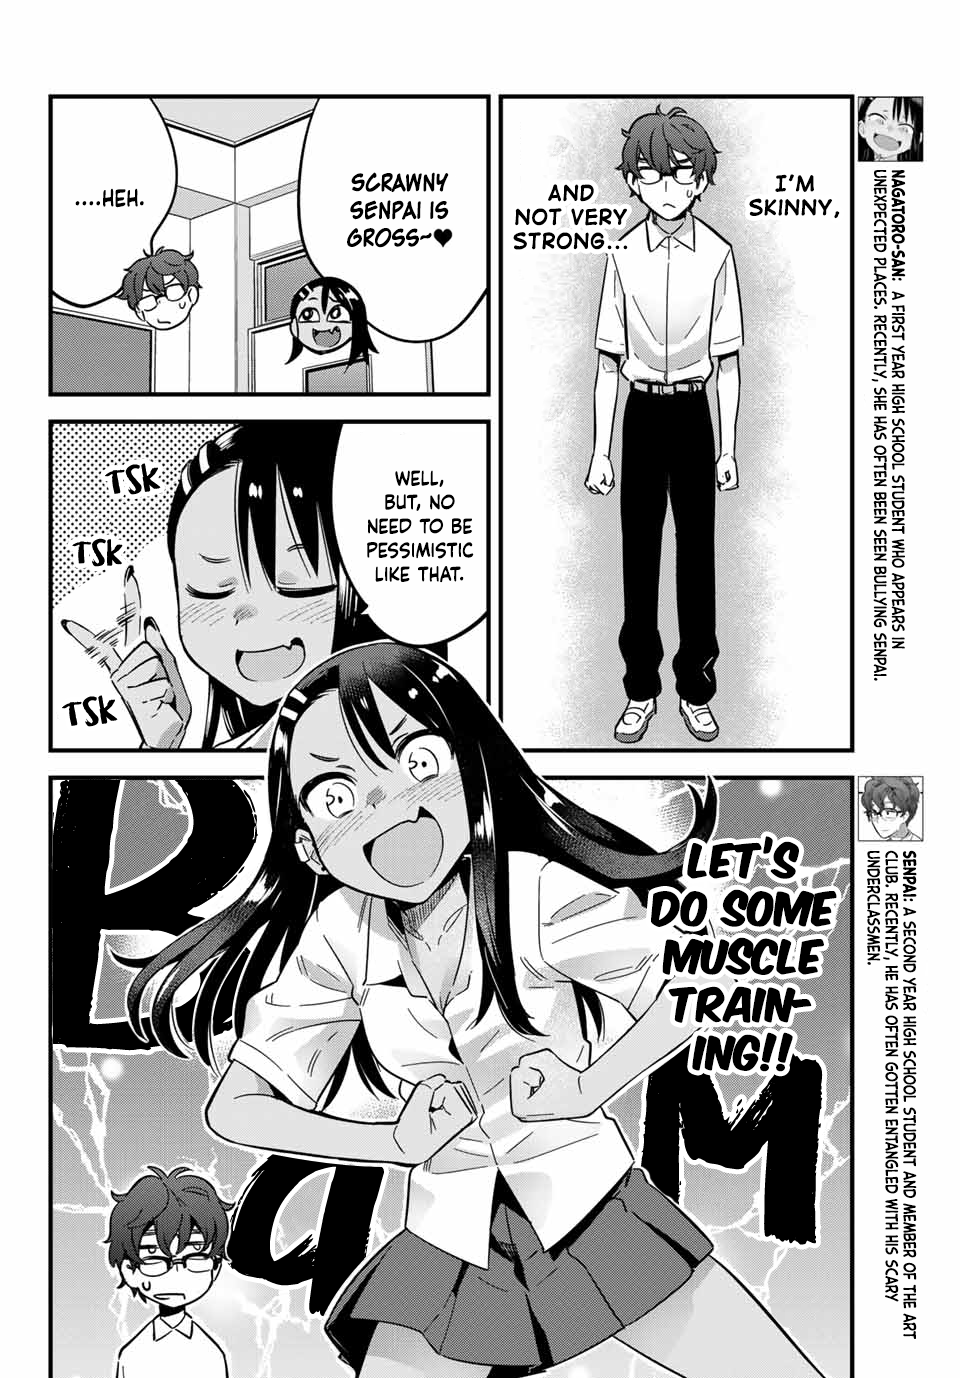 I'M
SKINNY,
AND
NOT VERY
STRONG...
SCRAWNY
SENPAI IS
GROSS~♥
....HEH.
WELL,
BUT, NO
NEED TO BE
PESSIMISTIC
LIKE THAT.
TSK
TSK
TSK
LET'S
DO SOME
MUSCLE
TRAIN-
ING!!
BaM
NAGATORO-SAN: A FIRST YEAR HIGH SCHOOL STUDENT WHO APPEARS IN
UNEXPECTED PLACES. RECENTLY, SHE HAS OFTEN BEEN SEEN BULLYING SENPAI.
SENPAI: A SECOND YEAR HIGH SCHOOL STUDENT AND MEMBER OF THE ART
CLUB. RECENTLY, HE HAS OFTEN GOTTEN ENTANGLED WITH HIS SCARY
UNDERCLASSMEN.